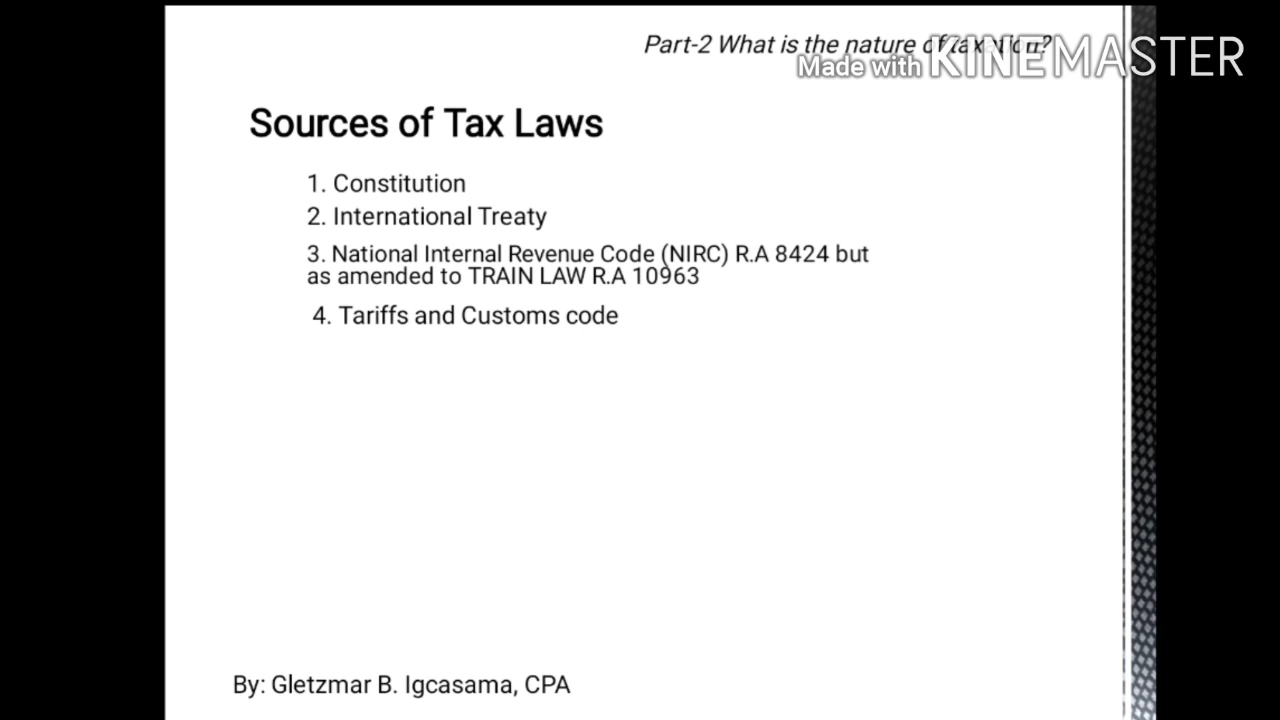 Part-2 What is the nature of taxation?
Made with KINEMASTER
Sources of Tax Laws
1. Constitution
2. International Treaty
3. National Internal Revenue Code (NIRC) R.A 8424 but
as amended to TRAIN LAW R.A 10963
4. Tariffs and Customs code
By: Gletzmar B. Igcasama, CPA